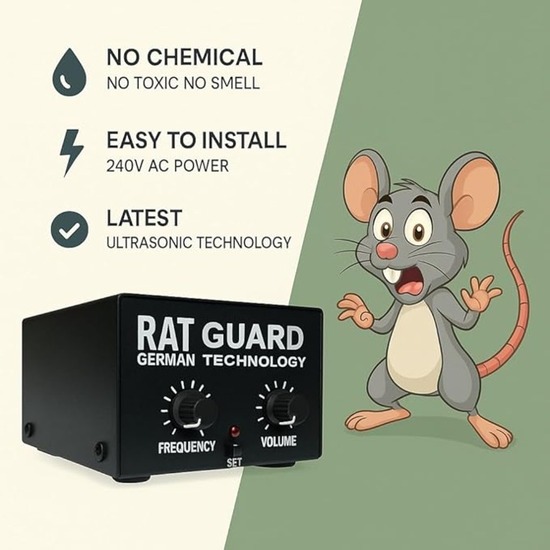 NO CHEMICAL
NO TOXIC NO SMELL
EASY TO INSTALL
240V AC POWER
LATEST
ULTRASONIC TECHNOLOGY
RAT GUARD
GERMAN TECHNOLOGY
FREQUENCY
VOLUME
SET